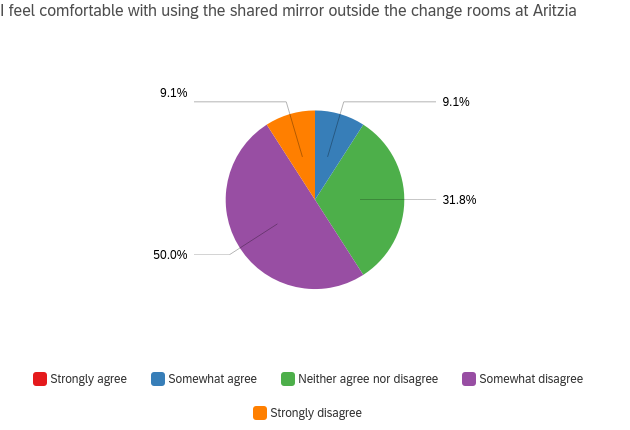 I feel comfortable with using the shared mirror outside the change rooms at Aritzia
9.1%
9.1%
31.8%
50.0%
Strongly agree
Somewhat agree
Neither agree nor disagree
Somewhat disagree
Strongly disagree